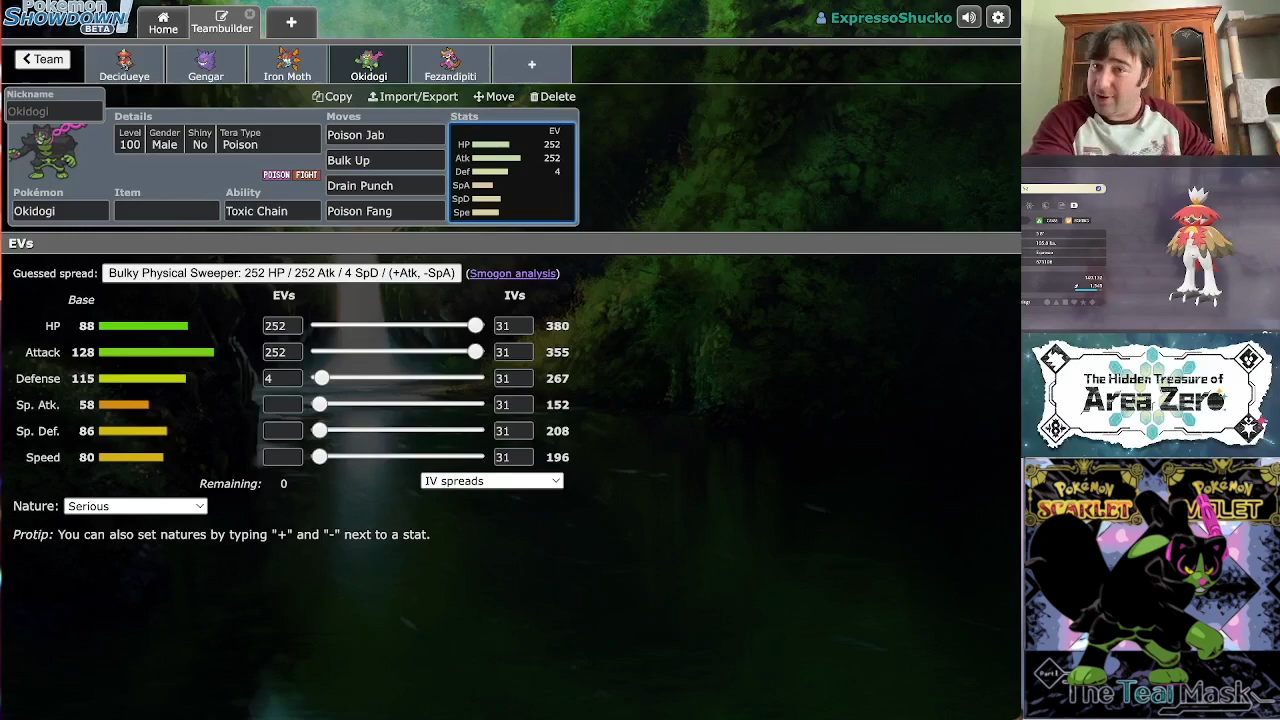 Pokémon
SHOWDOWN!
BETA
Home
Teambuilder
+
ExpressoShucko
Team
Decidueye
Gengar
Iron Moth
Okidogi
Fezandipiti
+
Nickname
Okidogi
Copy
Import/Export
Move
Delete
Details
Level
100
Gender
Male
Shiny
No
Tera Type
Poison
POISON FIGHT
Pokémon
Okidogi
Item
Ability
Toxic Chain
Moves
Poison Jab
Bulk Up
Drain Punch
Poison Fang
Stats
EV
HP 252
Atk 252
Def 4
SpA
SpD
Spe
EVs
Guessed spread: Bulky Physical Sweeper: 252 HP / 252 Atk / 4 SpD / (+Atk, -SpA) (Smogon analysis)
Base EVs IVs
HP 88 252 31 380
Attack 128 252 31 355
Defense 115 4 31 267
Sp. Atk. 58 31 152
Sp. Def. 86 31 208
Speed 80 31 196
Remaining: 0
IV spreads
Nature: Serious
Protip: You can also set natures by typing "+" and "-" next to a stat.
The Hidden Treasure of
Area Zero
POKéMON
SCARLET
POKéMON
VIOLET
Part 1
The Teal Mask